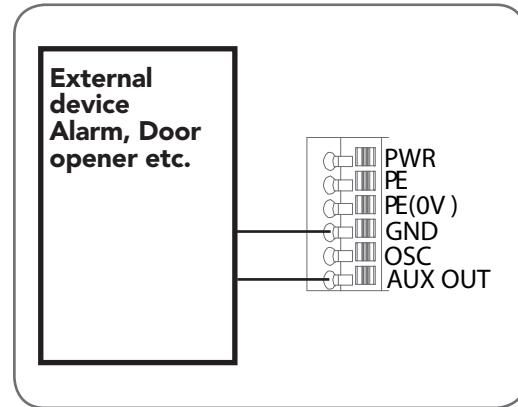 External
device
Alarm, Door
opener etc.
PWR
PE
PE(0V )
GND
OSC
AUX OUT